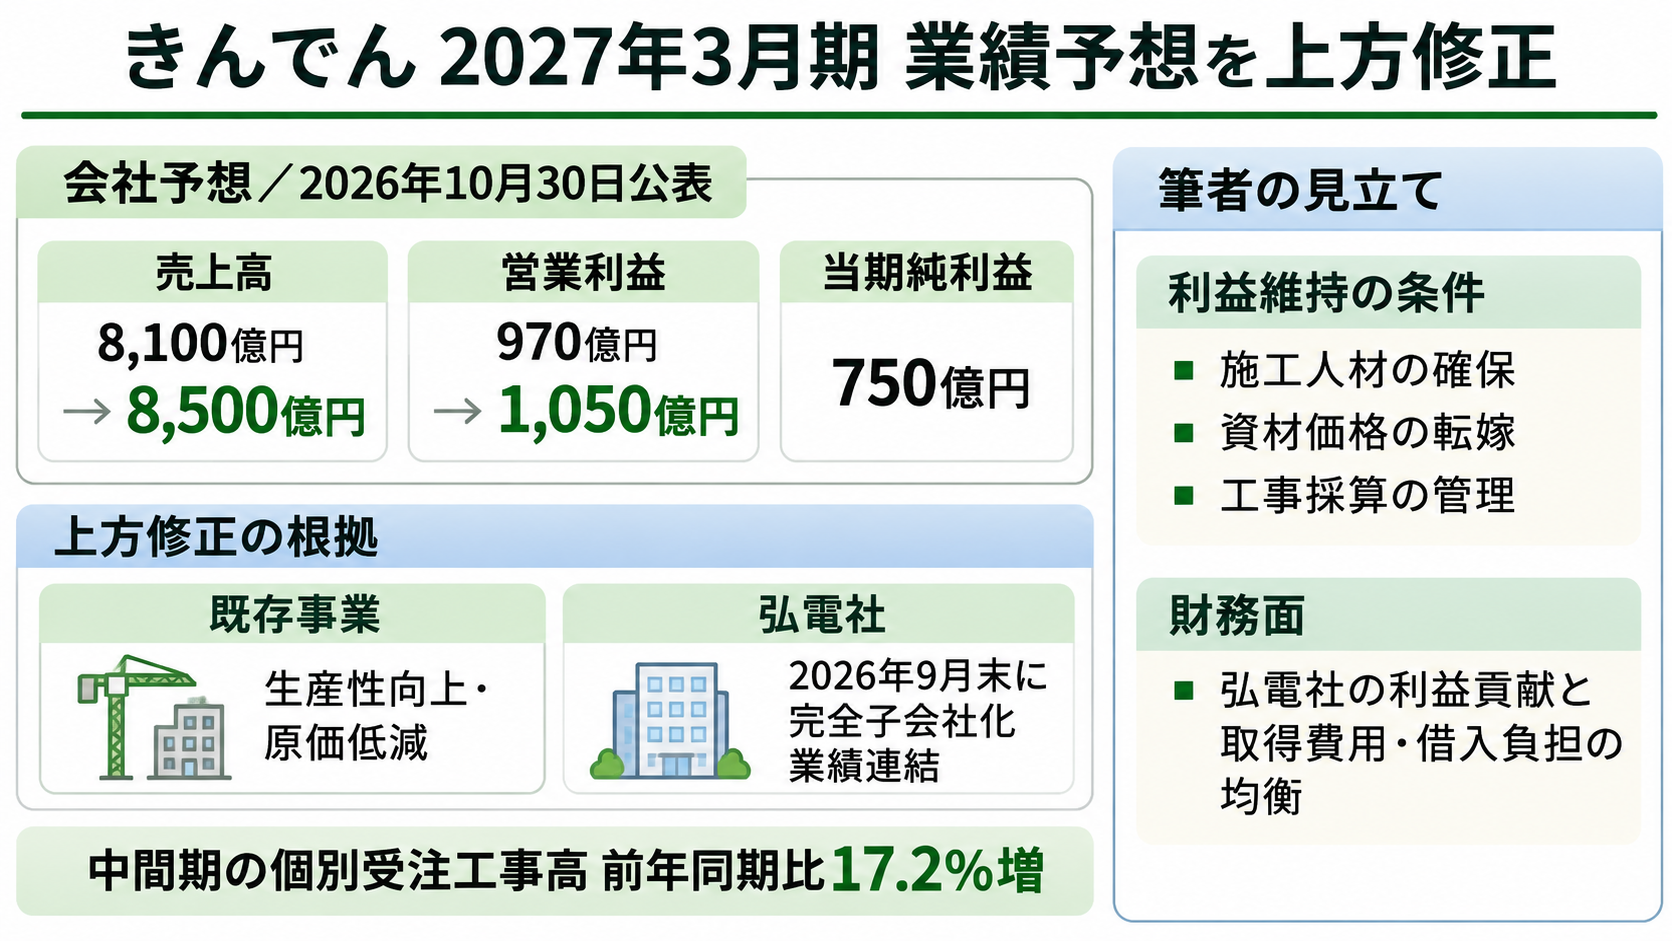 きんでん 2027年3月期 業績予想を上方修正
会社予想／2026年10月30日公表
売上高
8,100億円
→ 8,500億円
営業利益
970億円
→ 1,050億円
当期純利益
750億円
上方修正の根拠
既存事業
生産性向上・
原価低減
弘電社
2026年9月末に
完全子会社化
業績連結
中間期の個別受注工事高 前年同期比17.2%増
筆者の見立て
利益維持の条件
■ 施工人材の確保
■ 資材価格の転嫁
■ 工事採算の管理
財務面
■ 弘電社の利益貢献と
取得費用・借入負担の
均衡